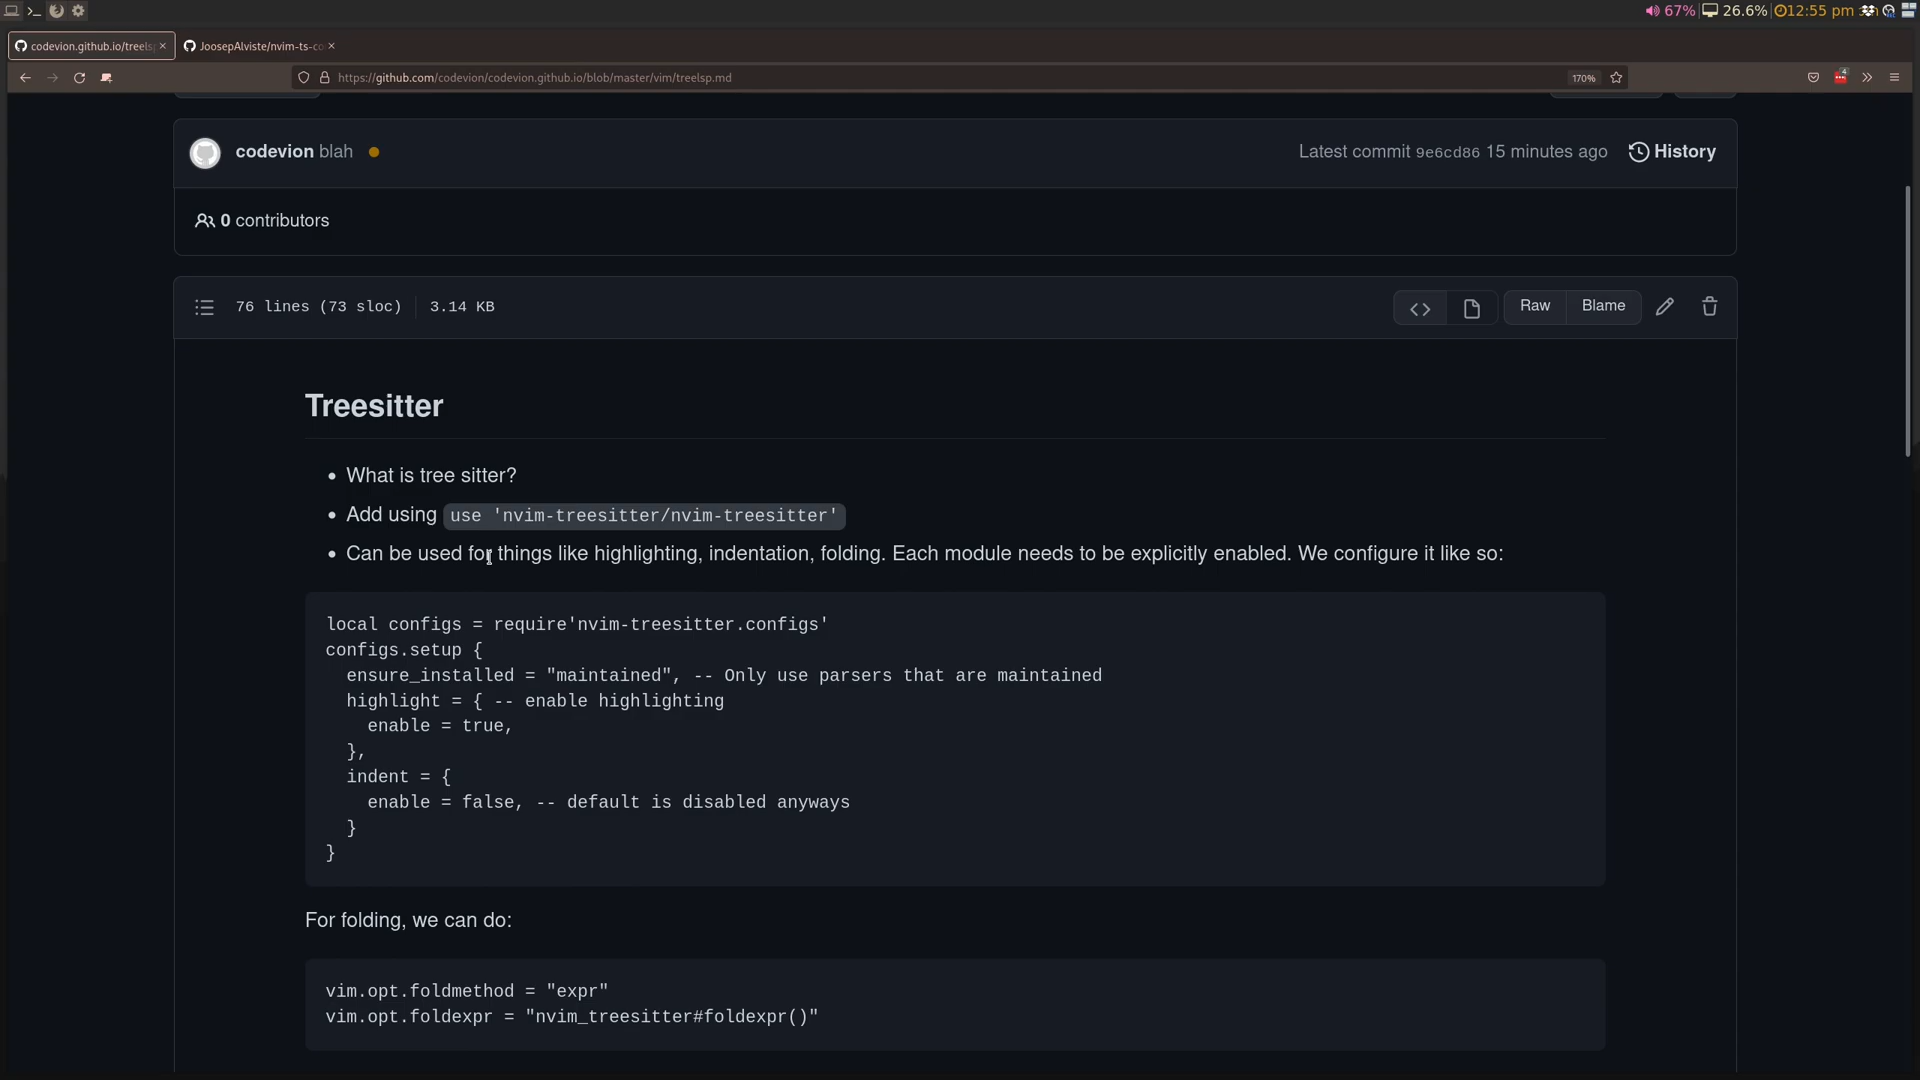 67% 26.6% 12:55 pm
codevion.github.io/treels
JoosepAlviste/nvim-ts-co
https://github.com/codevion/codevion.github.io/blob/master/vim/treelsp.md
170%
codevion blah
Latest commit 9e6cd86 15 minutes ago
History
0 contributors
76 lines (73 sloc)
3.14 KB
Raw
Blame
Treesitter
• What is tree sitter?
• Add using use 'nvim-treesitter/nvim-treesitter'
• Can be used for things like highlighting, indentation, folding. Each module needs to be explicitly enabled. We configure it like so:
local configs = require'nvim-treesitter.configs'
configs.setup {
  ensure_installed = "maintained", -- Only use parsers that are maintained
  highlight = { -- enable highlighting
    enable = true,
  },
  indent = {
    enable = false, -- default is disabled anyways
  }
}
For folding, we can do:
vim.opt.foldmethod = "expr"
vim.opt.foldexpr = "nvim_treesitter#foldexpr()"